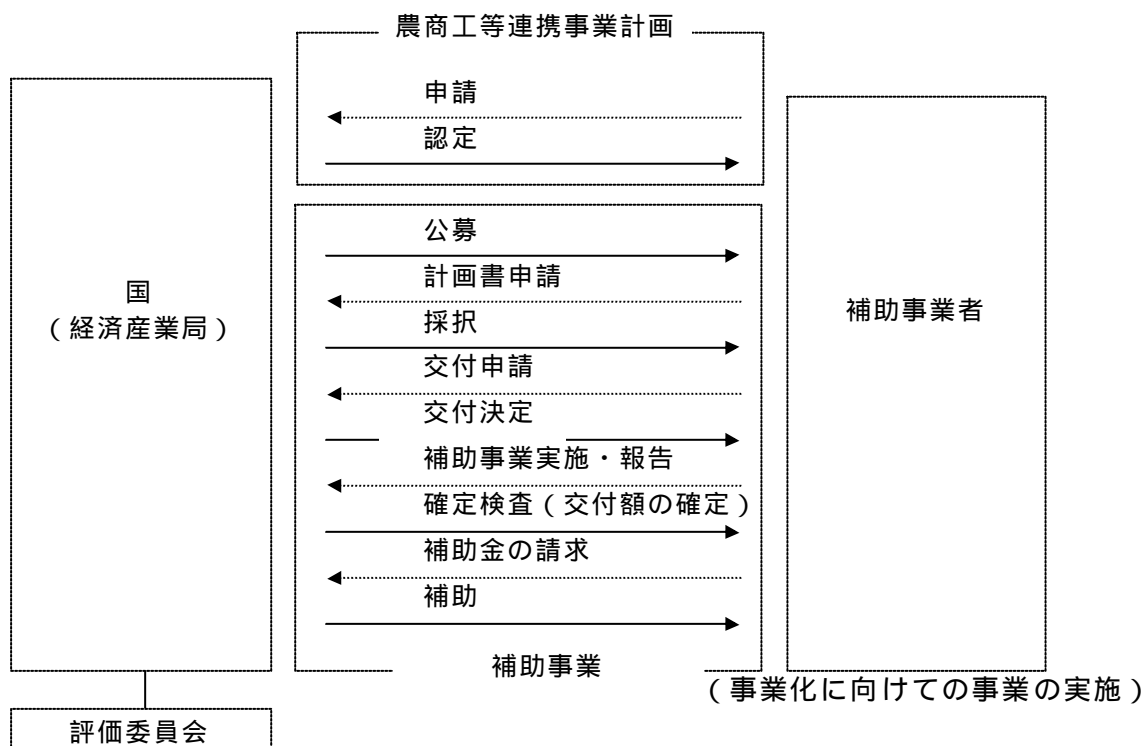 農商工等連携事業計画
申請
認定
公募
計画書申請
採択
交付申請
交付決定
補助事業実施・報告
確定検査(交付額の確定)
補助金の請求
補助
補助事業
国
(経済産業局)
補助事業者
(事業化に向けての事業の実施)
評価委員会